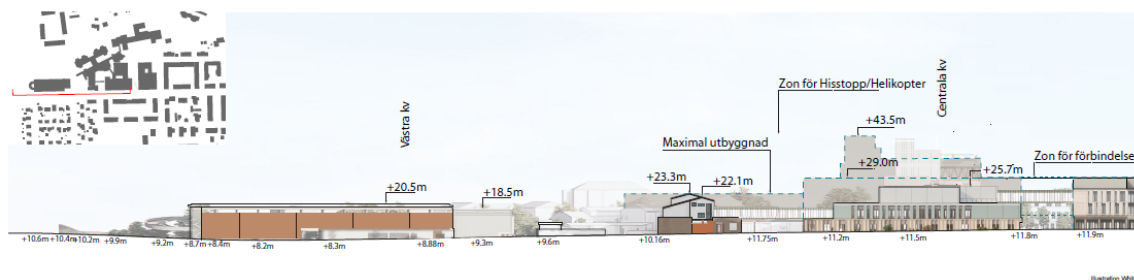 Zon för Hisstopp/Helikopter
Centrala kv
Västra kv
+43.5m
Maximal utbyggnad
Zon för förbindelse
+29.0m
+25.7m
+23.3m
+22.1m
+20.5m
+18.5m
+10.6m
+10.4m
+10.2m
+9.9m
+9.2m
+8.7m
+8.4m
+8.2m
+8.3m
+8.88m
+9.3m
+9.6m
+10.16m
+11.75m
+11.2m
+11.5m
+11.8m
+11.9m